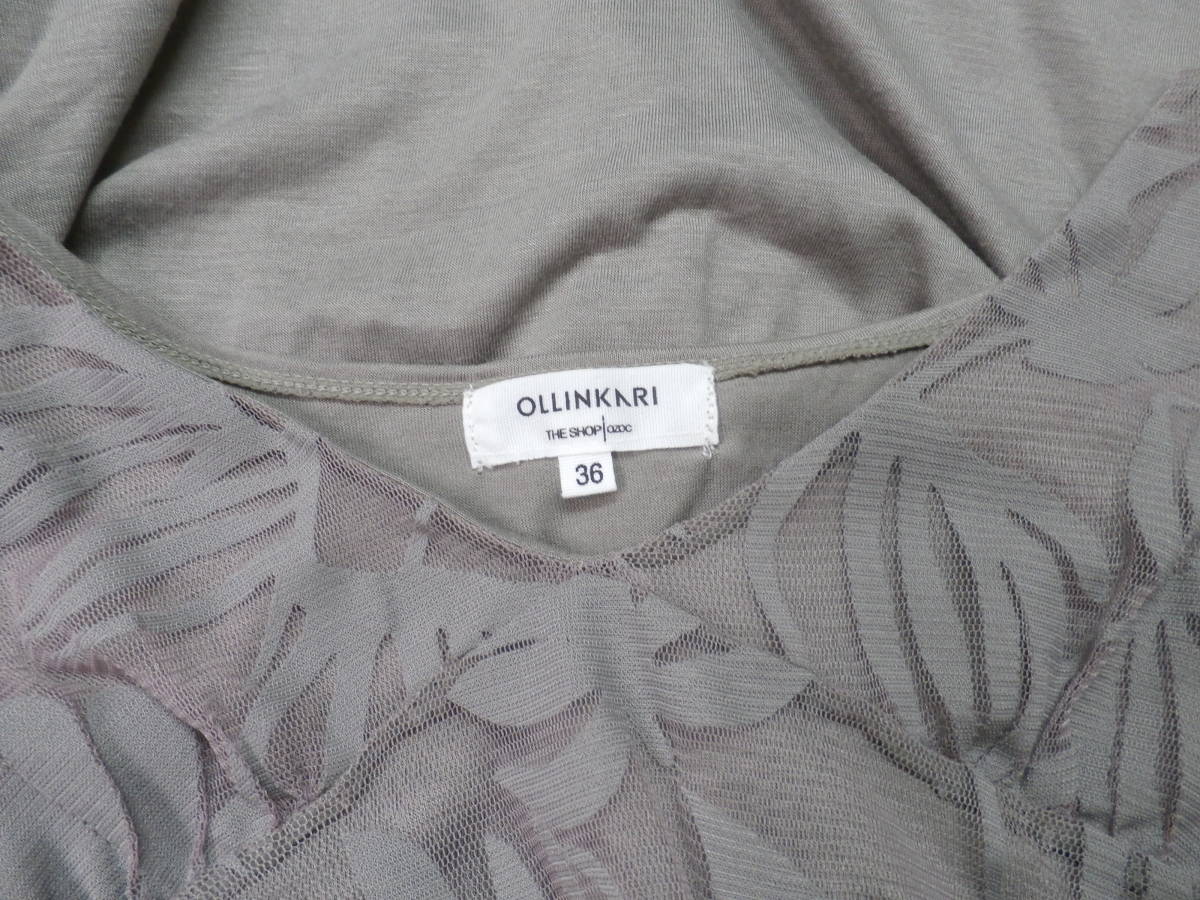 OLLINKARI
THE SHOP|ozoc
36